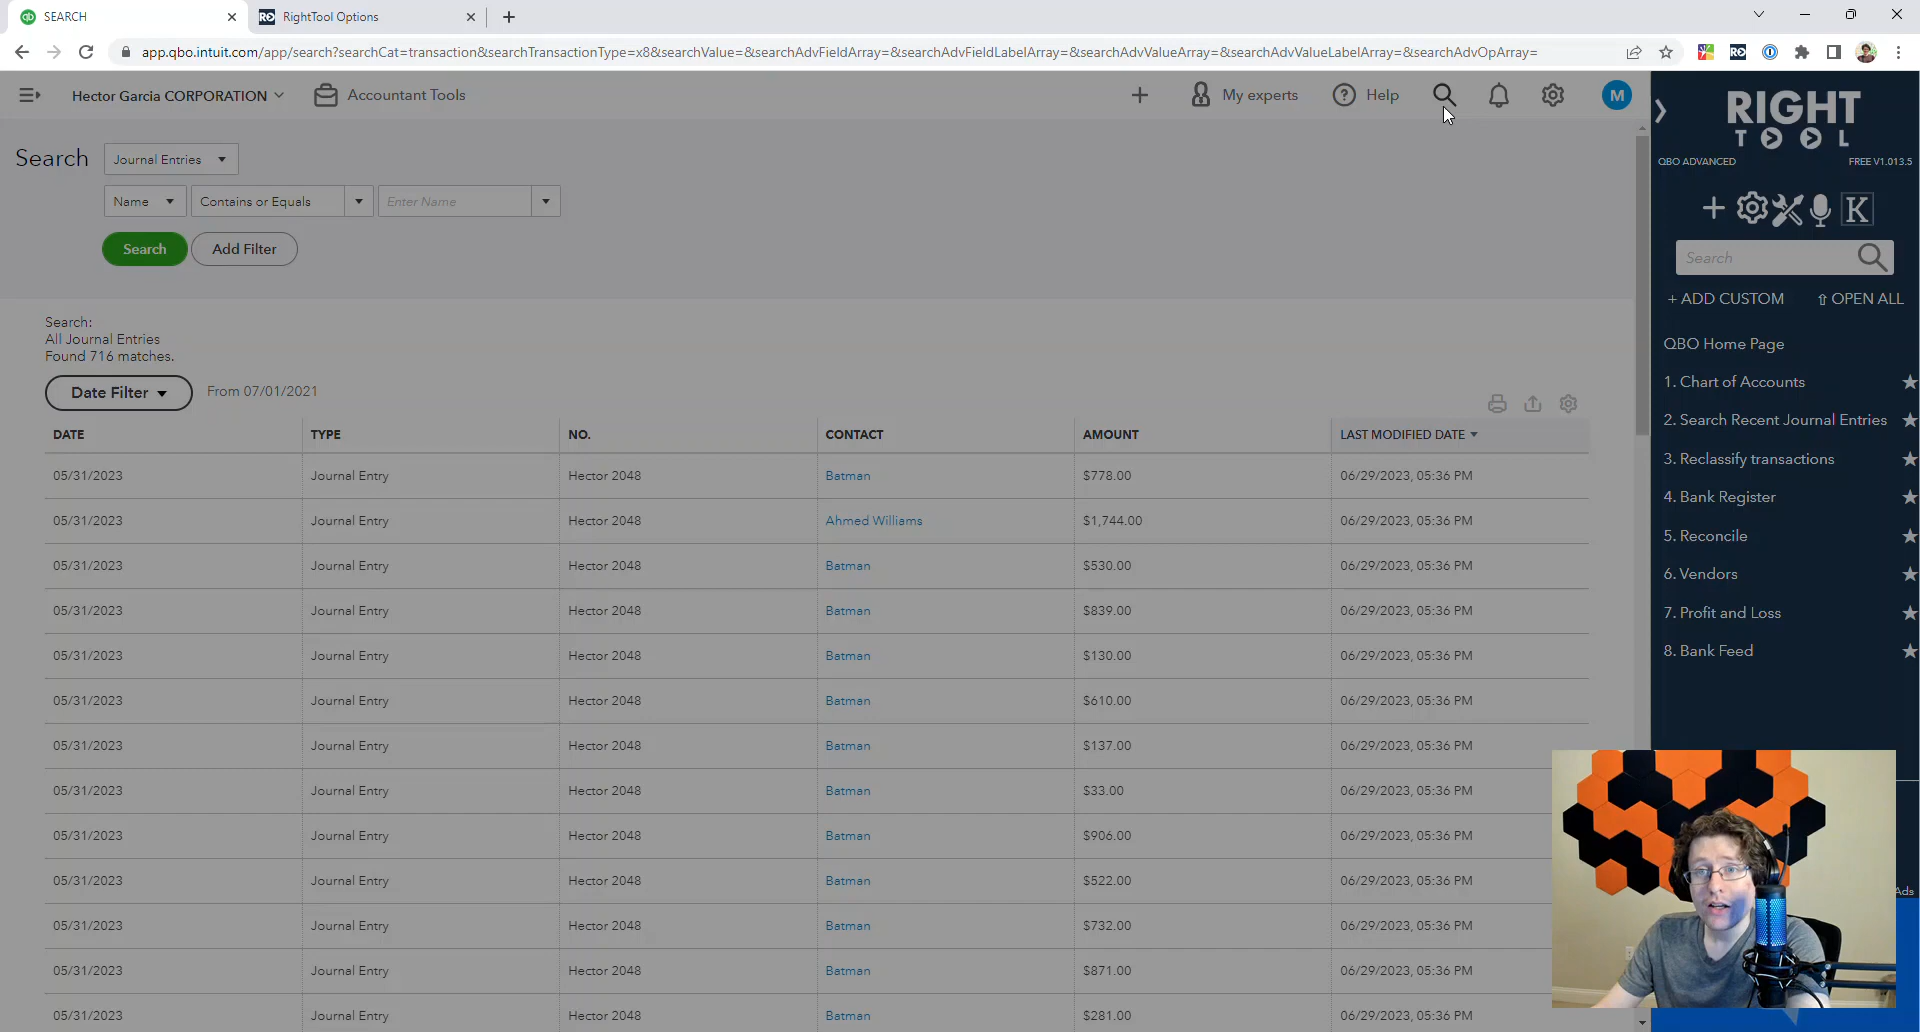 SEARCH
RightTool Options
app.qbo.intuit.com/app/search?searchCat=transaction&searchTransactionType=x8&searchValue=&searchAdvFieldArray=&searchAdvFieldLabelArray=&searchAdvValueArray=&searchAdvValueLabelArray=&searchAdvOpArray=
Hector Garcia CORPORATION
Accountant Tools
My experts
Help
M
Search
Journal Entries
Name
Contains or Equals
Enter Name
Search
Add Filter
Search:
All Journal Entries
Found 716 matches.
Date Filter
From 07/01/2021
DATE TYPE NO. CONTACT AMOUNT LAST MODIFIED DATE
05/31/2023 Journal Entry Hector 2048 Batman $778.00 06/29/2023, 05:36 PM
05/31/2023 Journal Entry Hector 2048 Ahmed Williams $1,744.00 06/29/2023, 05:36 PM
05/31/2023 Journal Entry Hector 2048 Batman $530.00 06/29/2023, 05:36 PM
05/31/2023 Journal Entry Hector 2048 Batman $839.00 06/29/2023, 05:36 PM
05/31/2023 Journal Entry Hector 2048 Batman $130.00 06/29/2023, 05:36 PM
05/31/2023 Journal Entry Hector 2048 Batman $610.00 06/29/2023, 05:36 PM
05/31/2023 Journal Entry Hector 2048 Batman $137.00 06/29/2023, 05:36 PM
05/31/2023 Journal Entry Hector 2048 Batman $33.00 06/29/2023, 05:36 PM
05/31/2023 Journal Entry Hector 2048 Batman $906.00 06/29/2023, 05:36 PM
05/31/2023 Journal Entry Hector 2048 Batman $522.00 06/29/2023, 05:36 PM
05/31/2023 Journal Entry Hector 2048 Batman $732.00 06/29/2023, 05:36 PM
05/31/2023 Journal Entry Hector 2048 Batman $871.00 06/29/2023, 05:36 PM
05/31/2023 Journal Entry Hector 2048 Batman $281.00 06/29/2023, 05:36 PM
RIGHT
TOOL
QBO ADVANCED
FREE V1.013.5
K
Search
+ ADD CUSTOM
⇧ OPEN ALL
QBO Home Page
1. Chart of Accounts
2. Search Recent Journal Entries
3. Reclassify transactions
4. Bank Register
5. Reconcile
6. Vendors
7. Profit and Loss
8. Bank Feed
Ads